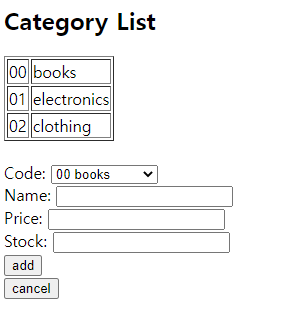 Category List
00 books
01 electronics
02 clothing
Code: 00 books
Name:
Price:
Stock:
add
cancel